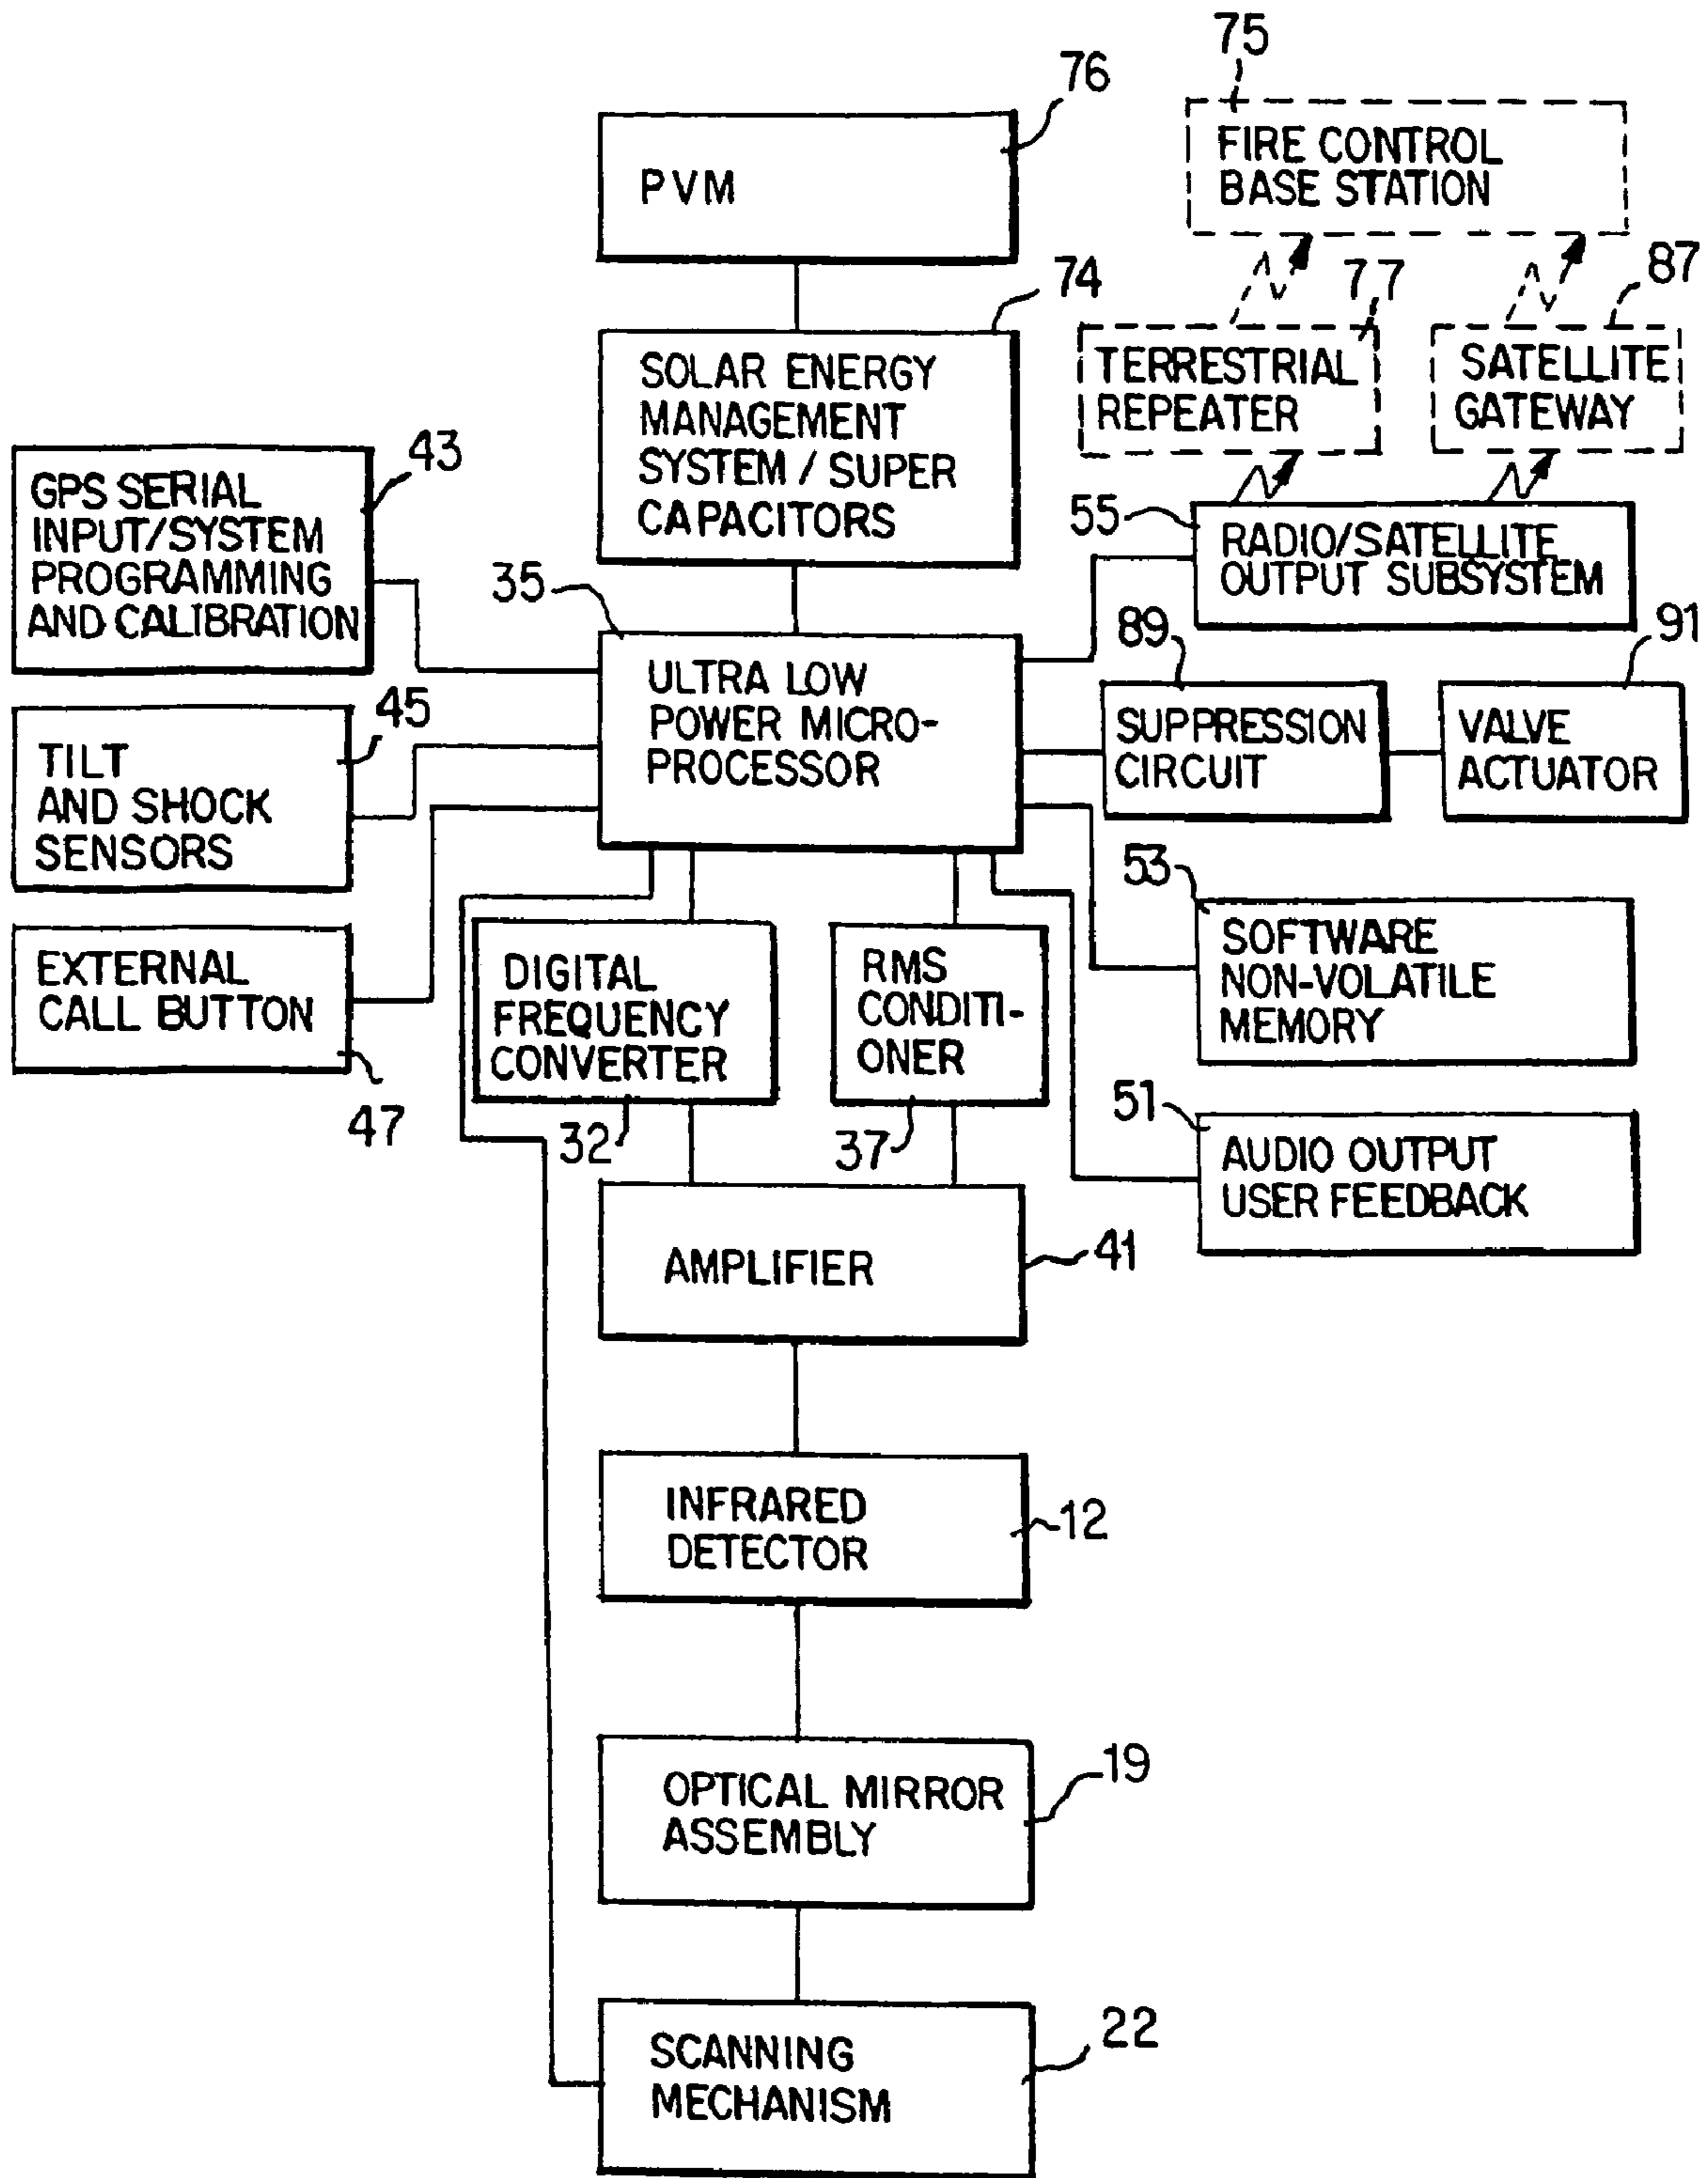 75
76
FIRE CONTROL
BASE STATION
PVM
74
77
87
SOLAR ENERGY
MANAGEMENT
SYSTEM / SUPER
CAPACITORS
TERRESTRIAL
REPEATER
SATELLITE
GATEWAY
43
GPS SERIAL
INPUT/SYSTEM
PROGRAMMING
AND CALIBRATION
55
RADIO/SATELLITE
OUTPUT SUBSYSTEM
35
89
91
ULTRA LOW
POWER MICRO-
PROCESSOR
SUPPRESSION
CIRCUIT
VALVE
ACTUATOR
45
TILT
AND SHOCK
SENSORS
53
SOFTWARE
NON-VOLATILE
MEMORY
EXTERNAL
CALL BUTTON
47
DIGITAL
FREQUENCY
CONVERTER
32
RMS
CONDITI-
ONER
37
51
AUDIO OUTPUT
USER FEEDBACK
AMPLIFIER
41
INFRARED
DETECTOR
12
OPTICAL MIRROR
ASSEMBLY
19
SCANNING
MECHANISM
22